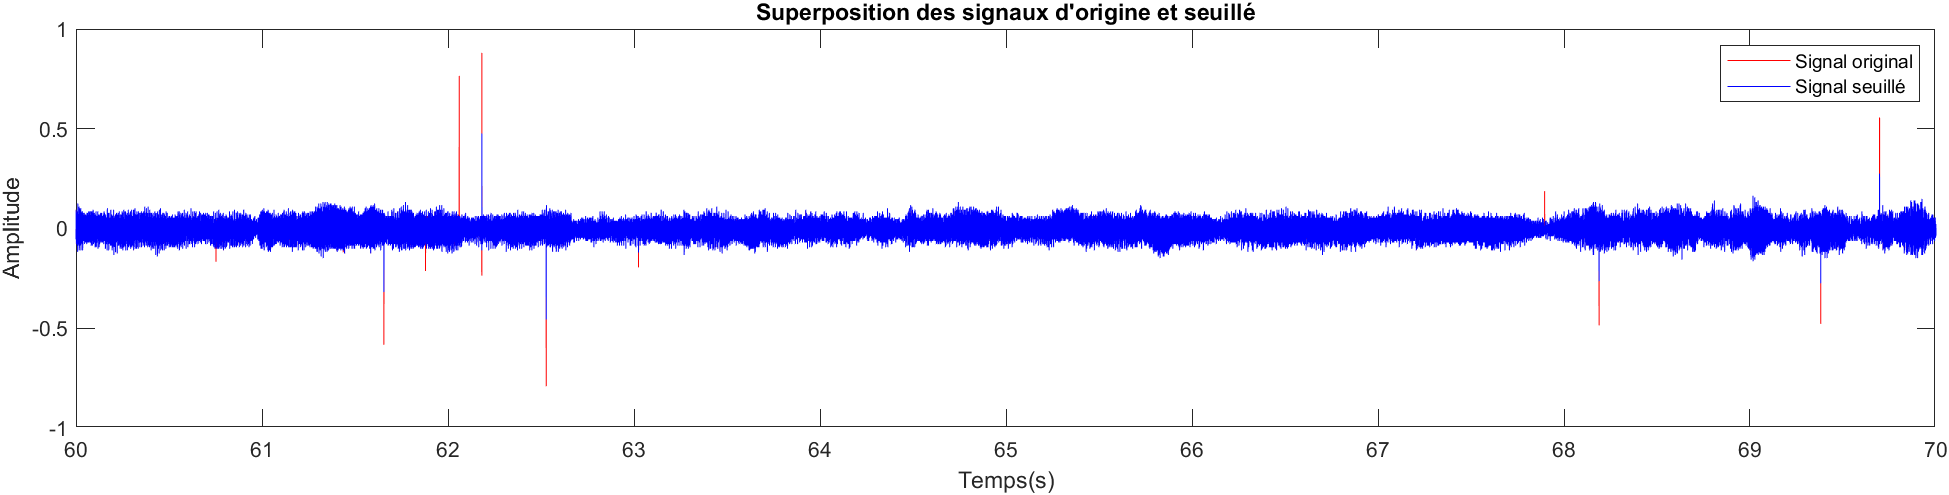 Superposition des signaux d'origine et seuillé
Signal original
Signal seuillé
1
0.5
0
-0.5
-1
Amplitude
60 61 62 63 64 65 66 67 68 69 70
Temps(s)